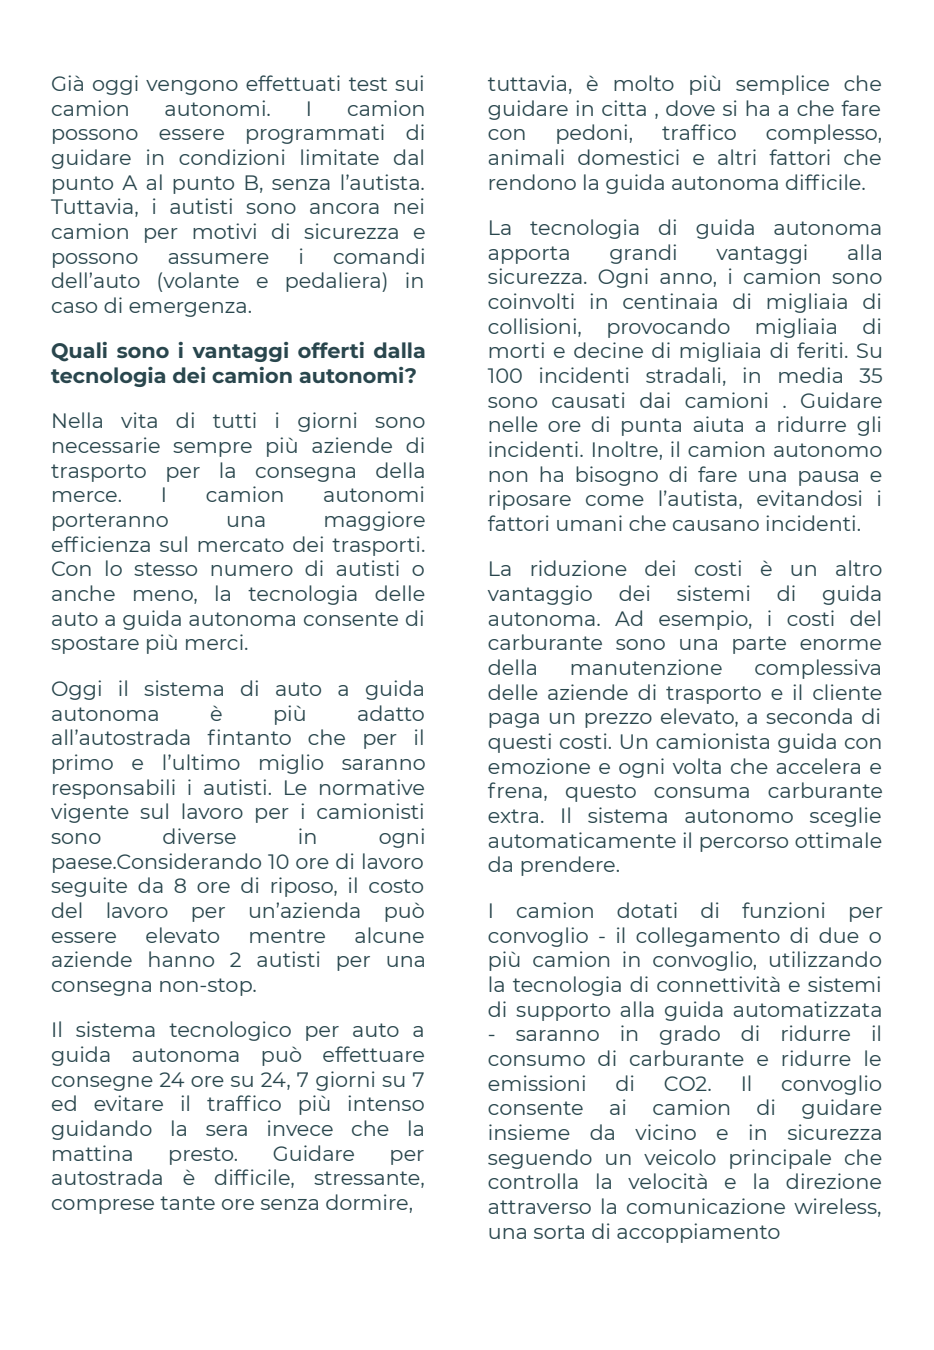 Già oggi vengono effettuati test sui
camion autonomi. I camion
possono essere programmati di
guidare in condizioni limitate dal
punto A al punto B, senza l’autista.
Tuttavia, i autisti sono ancora nei
camion per motivi di sicurezza e
possono assumere i comandi
dell’auto (volante e pedaliera) in
caso di emergenza.
Quali sono i vantaggi offerti dalla
tecnologia dei camion autonomi?
Nella vita di tutti i giorni sono
necessarie sempre più aziende di
trasporto per la consegna della
merce. I camion autonomi
porteranno una maggiore
efficienza sul mercato dei trasporti.
Con lo stesso numero di autisti o
anche meno, la tecnologia delle
auto a guida autonoma consente di
spostare più merci.
Oggi il sistema di auto a guida
autonoma è più adatto
all’autostrada fintanto che per il
primo e l’ultimo miglio saranno
responsabili i autisti. Le normative
vigente sul lavoro per i camionisti
sono diverse in ogni
paese.Considerando 10 ore di lavoro
seguite da 8 ore di riposo, il costo
del lavoro per un’azienda può
essere elevato mentre alcune
aziende hanno 2 autisti per una
consegna non-stop.
Il sistema tecnologico per auto a
guida autonoma può effettuare
consegne 24 ore su 24, 7 giorni su 7
ed evitare il traffico più intenso
guidando la sera invece che la
mattina presto. Guidare per
autostrada è difficile, stressante,
comprese tante ore senza dormire,
tuttavia, è molto più semplice che
guidare in citta , dove si ha a che fare
con pedoni, traffico complesso,
animali domestici e altri fattori che
rendono la guida autonoma difficile.
La tecnologia di guida autonoma
apporta grandi vantaggi alla
sicurezza. Ogni anno, i camion sono
coinvolti in centinaia di migliaia di
collisioni, provocando migliaia di
morti e decine di migliaia di feriti. Su
100 incidenti stradali, in media 35
sono causati dai camioni . Guidare
nelle ore di punta aiuta a ridurre gli
incidenti. Inoltre, il camion autonomo
non ha bisogno di fare una pausa e
riposare come l’autista, evitandosi i
fattori umani che causano incidenti.
La riduzione dei costi è un altro
vantaggio dei sistemi di guida
autonoma. Ad esempio, i costi del
carburante sono una parte enorme
della manutenzione complessiva
delle aziende di trasporto e il cliente
paga un prezzo elevato, a seconda di
questi costi. Un camionista guida con
emozione e ogni volta che accelera e
frena, questo consuma carburante
extra. Il sistema autonomo sceglie
automaticamente il percorso ottimale
da prendere.
I camion dotati di funzioni per
convoglio - il collegamento di due o
più camion in convoglio, utilizzando
la tecnologia di connettività e sistemi
di supporto alla guida automatizzata
- saranno in grado di ridurre il
consumo di carburante e ridurre le
emissioni di CO2. Il convoglio
consente ai camion di guidare
insieme da vicino e in sicurezza
seguendo un veicolo principale che
controlla la velocità e la direzione
attraverso la comunicazione wireless,
una sorta di accoppiamento